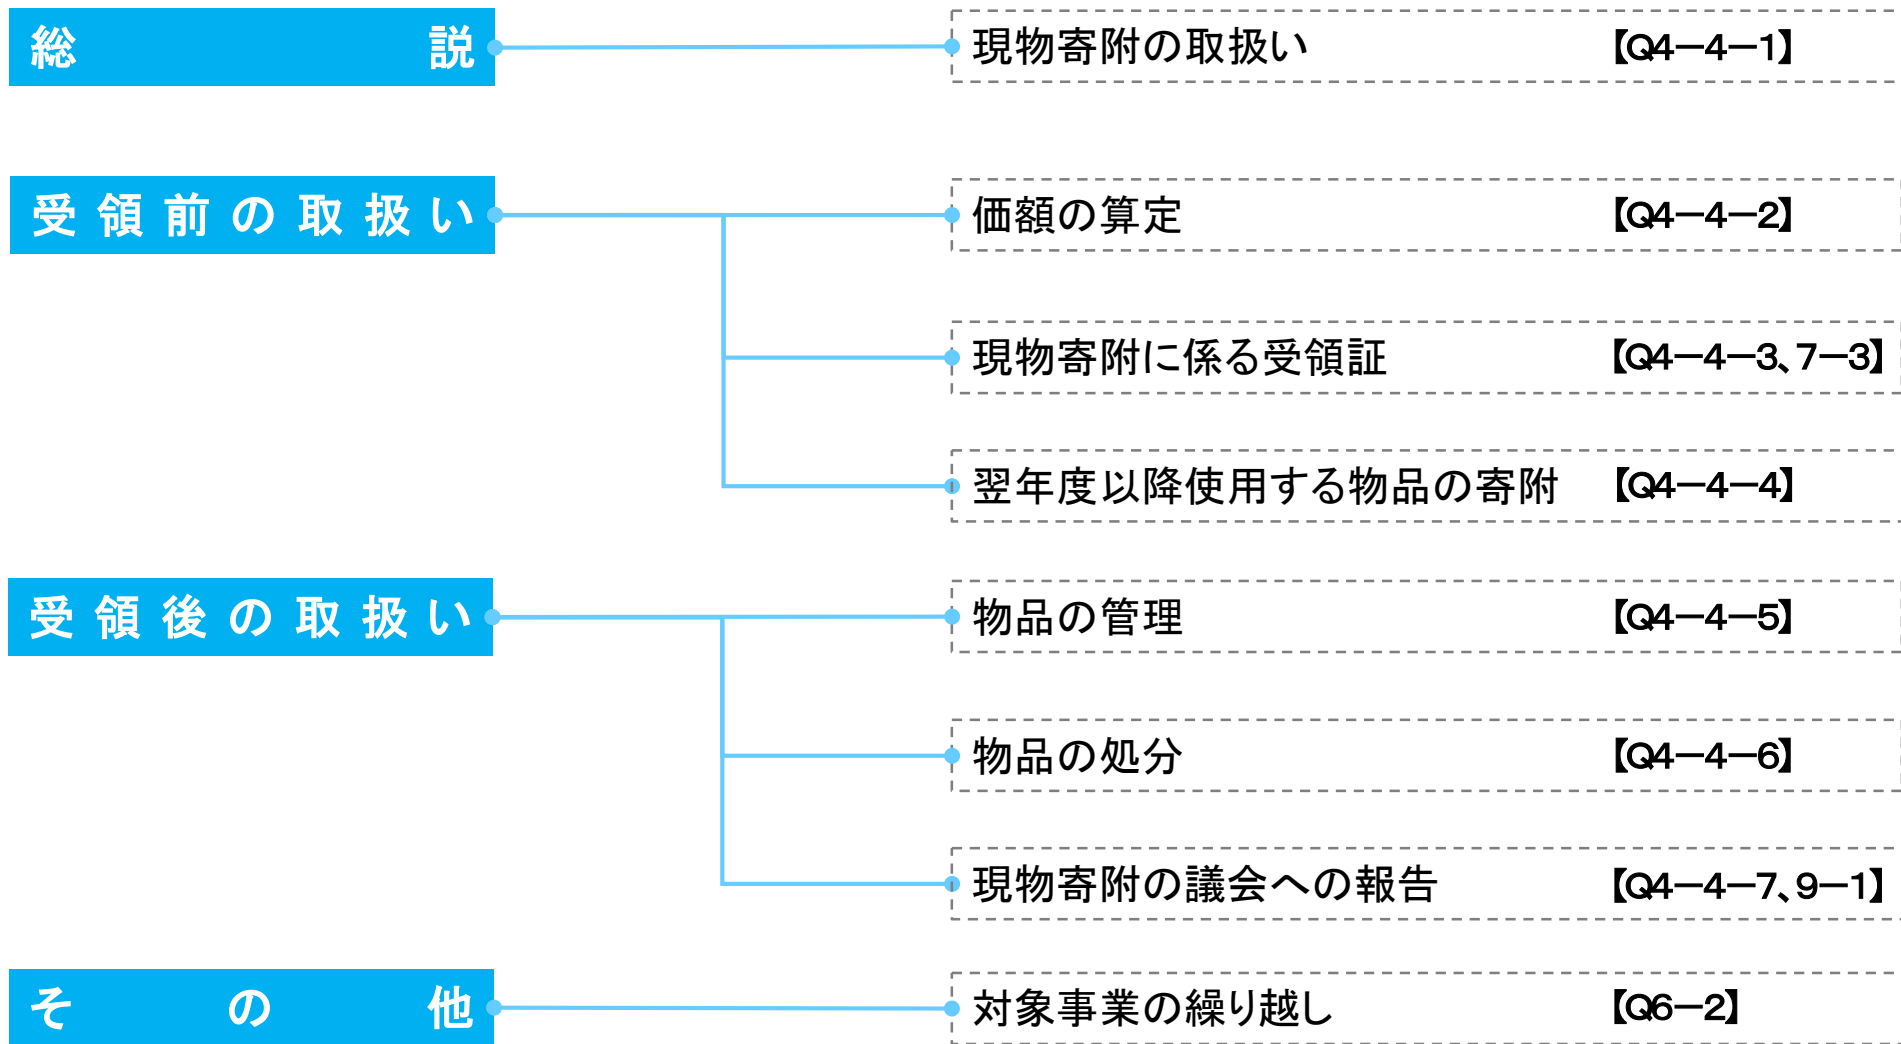 総説
現物寄附の取扱い 【Q4－4－1】
受領前の取扱い
価額の算定 【Q4－4－2】
現物寄附に係る受領証 【Q4－4－3、7－3】
翌年度以降使用する物品の寄附 【Q4－4－4】
受領後の取扱い
物品の管理 【Q4－4－5】
物品の処分 【Q4－4－6】
現物寄附の議会への報告 【Q4－4－7、9－1】
その他
対象事業の繰り越し 【Q6－2】